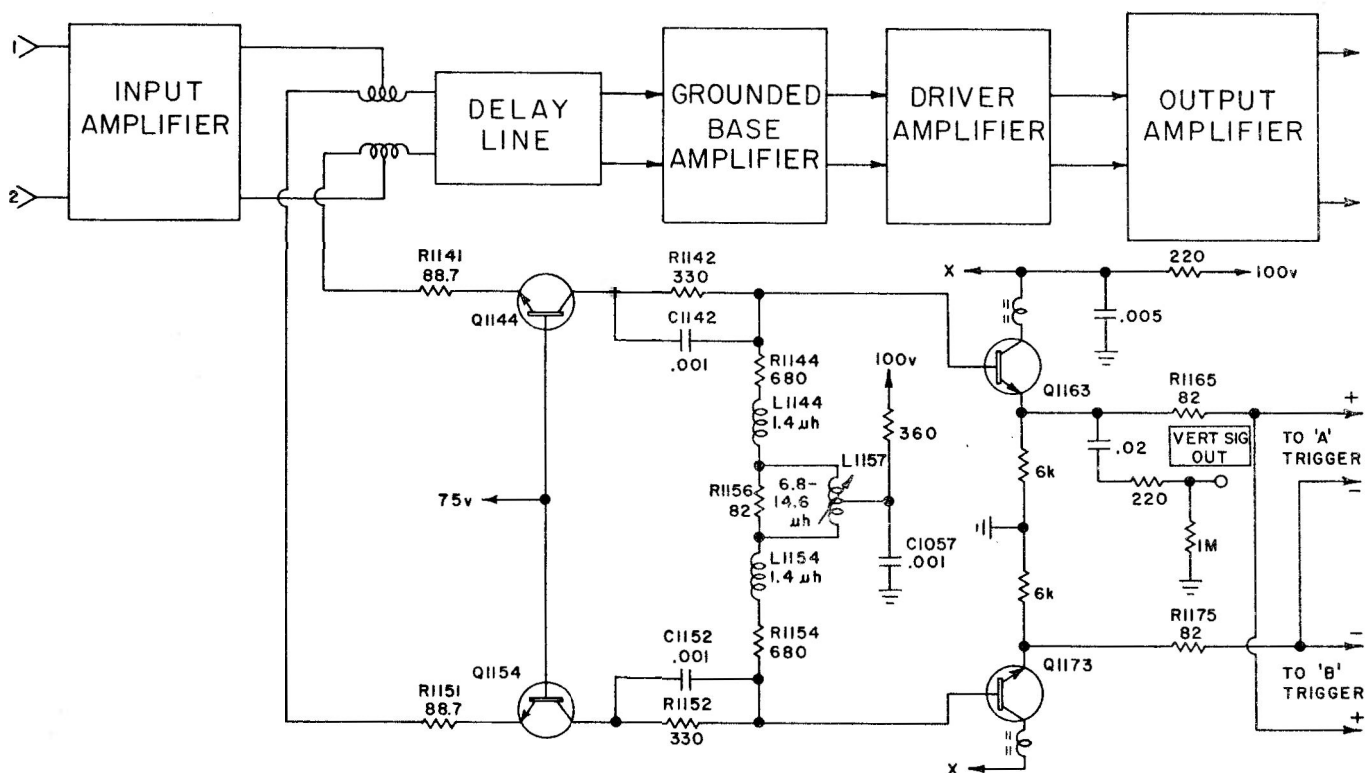 1
2
INPUT
AMPLIFIER
DELAY
LINE
GROUNDED
BASE
AMPLIFIER
DRIVER
AMPLIFIER
OUTPUT
AMPLIFIER
R1141
88.7
Q1144
R1142
330
C1142
.001
R1144
680
L1144
1.4 μh
100v
360
L1157
6.8-
14.6
μh
R1156
82
75v
C1057
.001
L1154
1.4 μh
R1154
680
C1152
.001
R1152
330
Q1154
R1151
88.7
X
220
100v
.005
Q1163
R1165
82
+
VERT SIG
OUT
TO 'A'
TRIGGER
-
.02
220
1M
6k
6k
R1175
82
-
TO 'B'
TRIGGER
+
Q1173
X